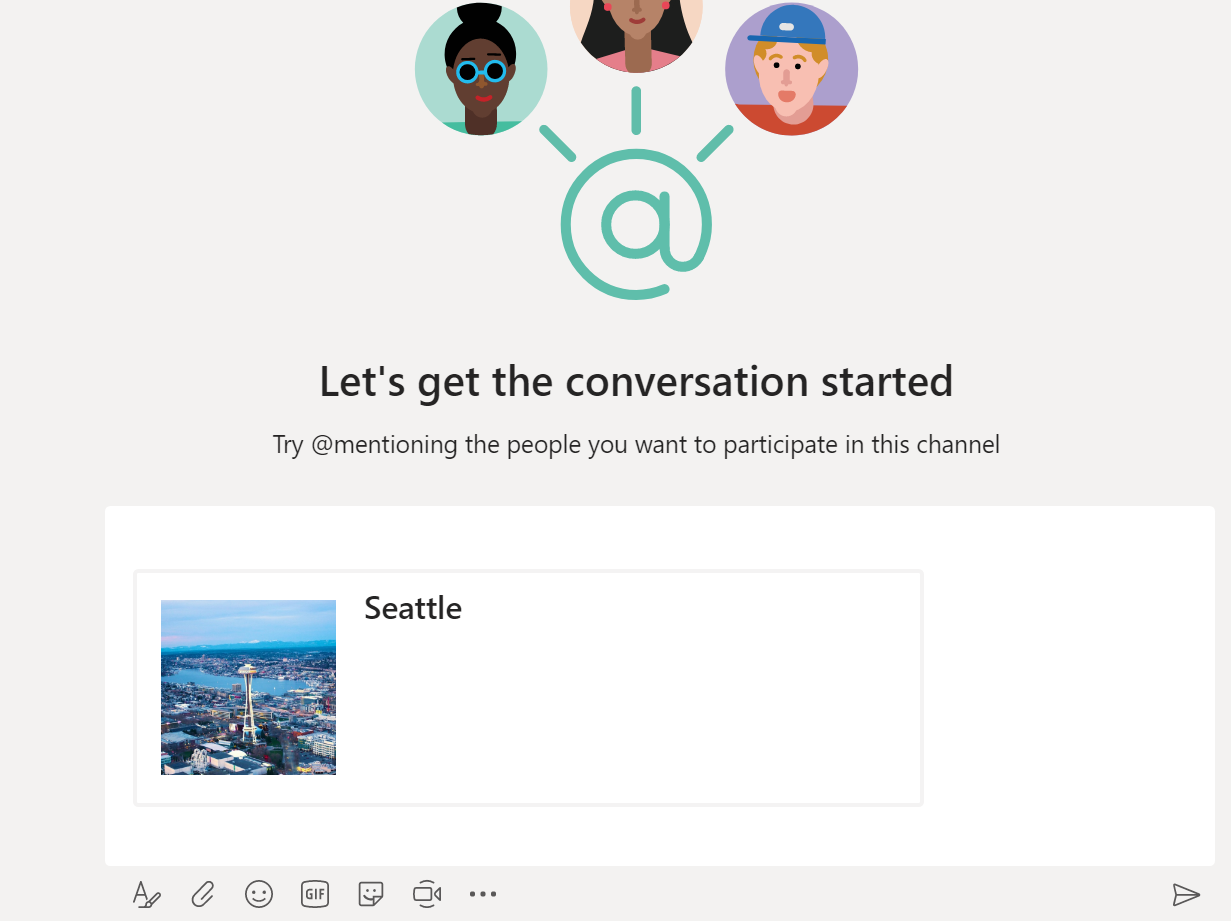 @
Let's get the conversation started
Try @mentioning the people you want to participate in this channel
Seattle
GIF